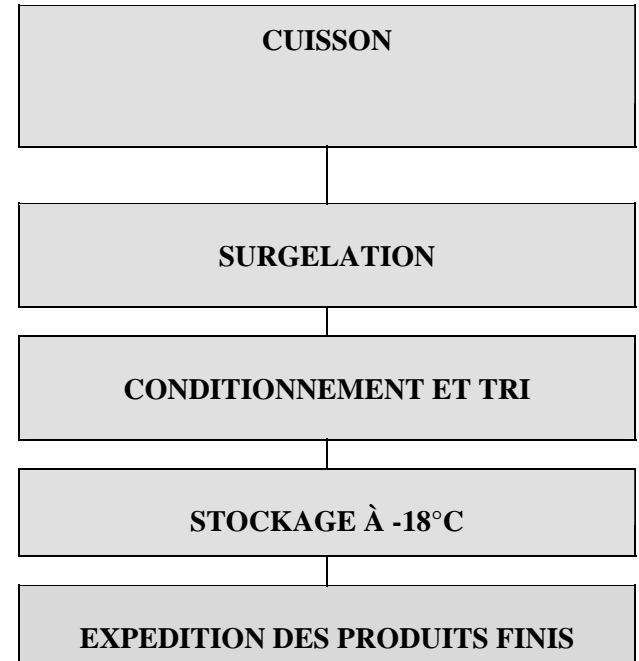 CUISSON
SURGELATION
CONDITIONNEMENT ET TRI
STOCKAGE À -18°C
EXPEDITION DES PRODUITS FINIS